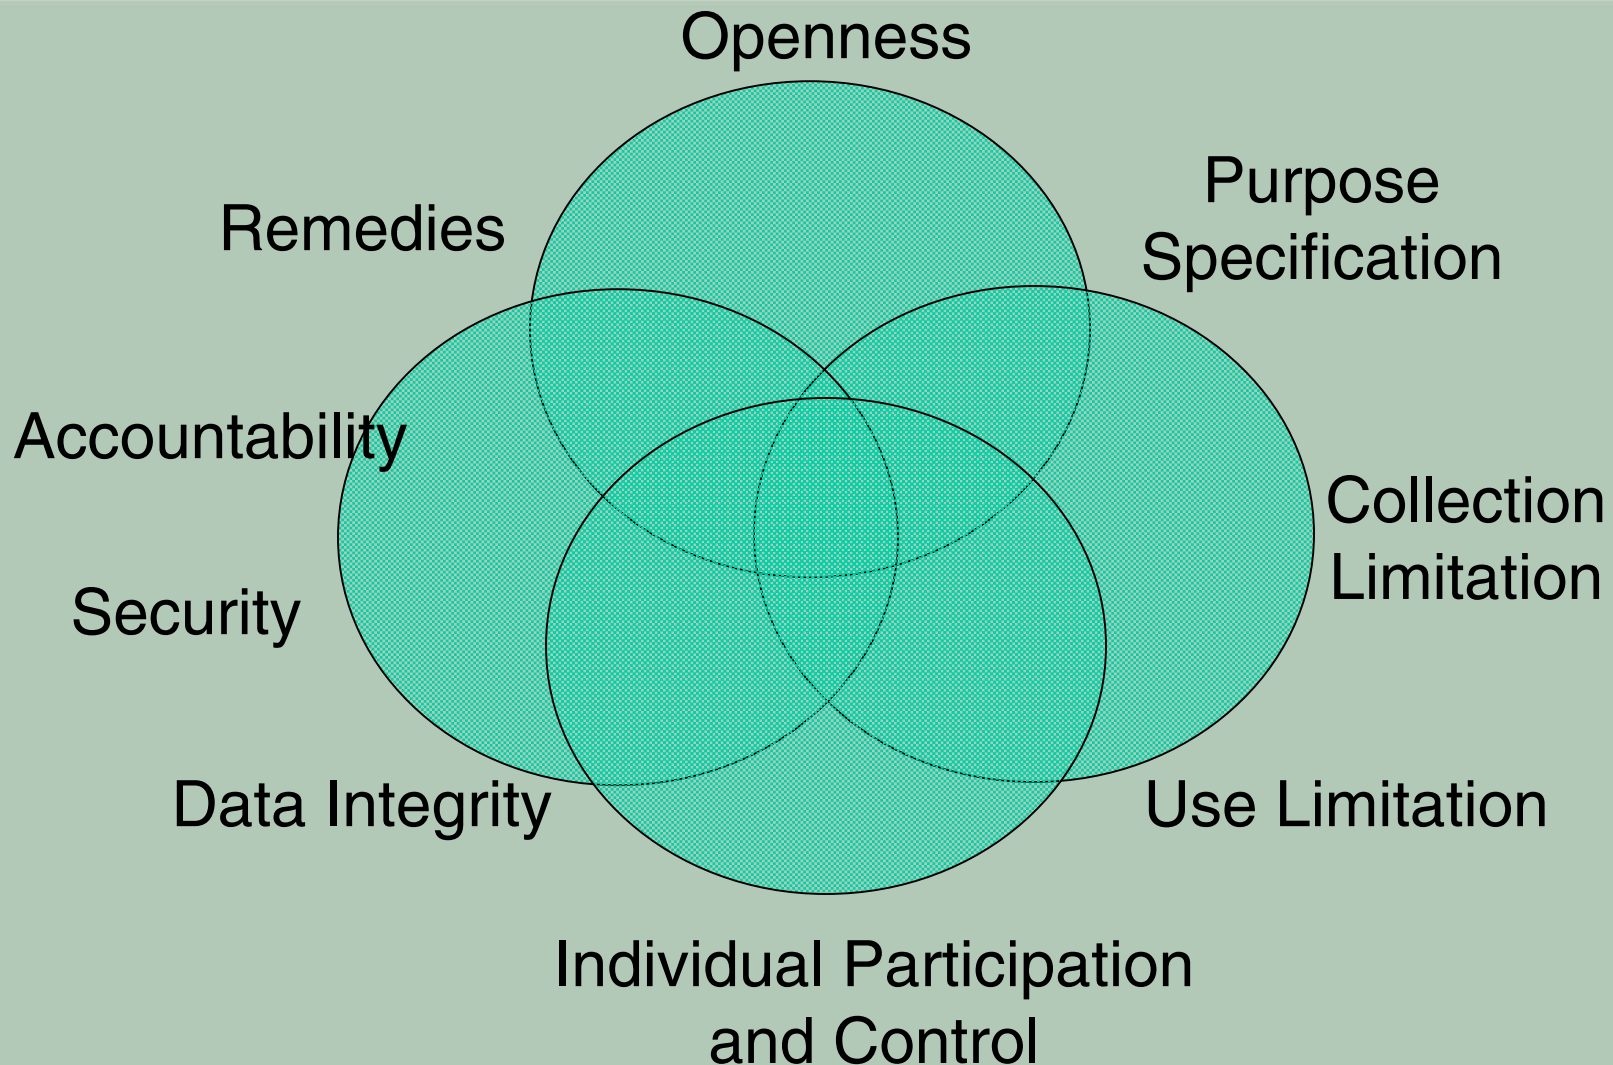 Openness
Purpose
Specification
Remedies
Accountability
Collection
Limitation
Security
Data Integrity
Use Limitation
Individual Participation
and Control